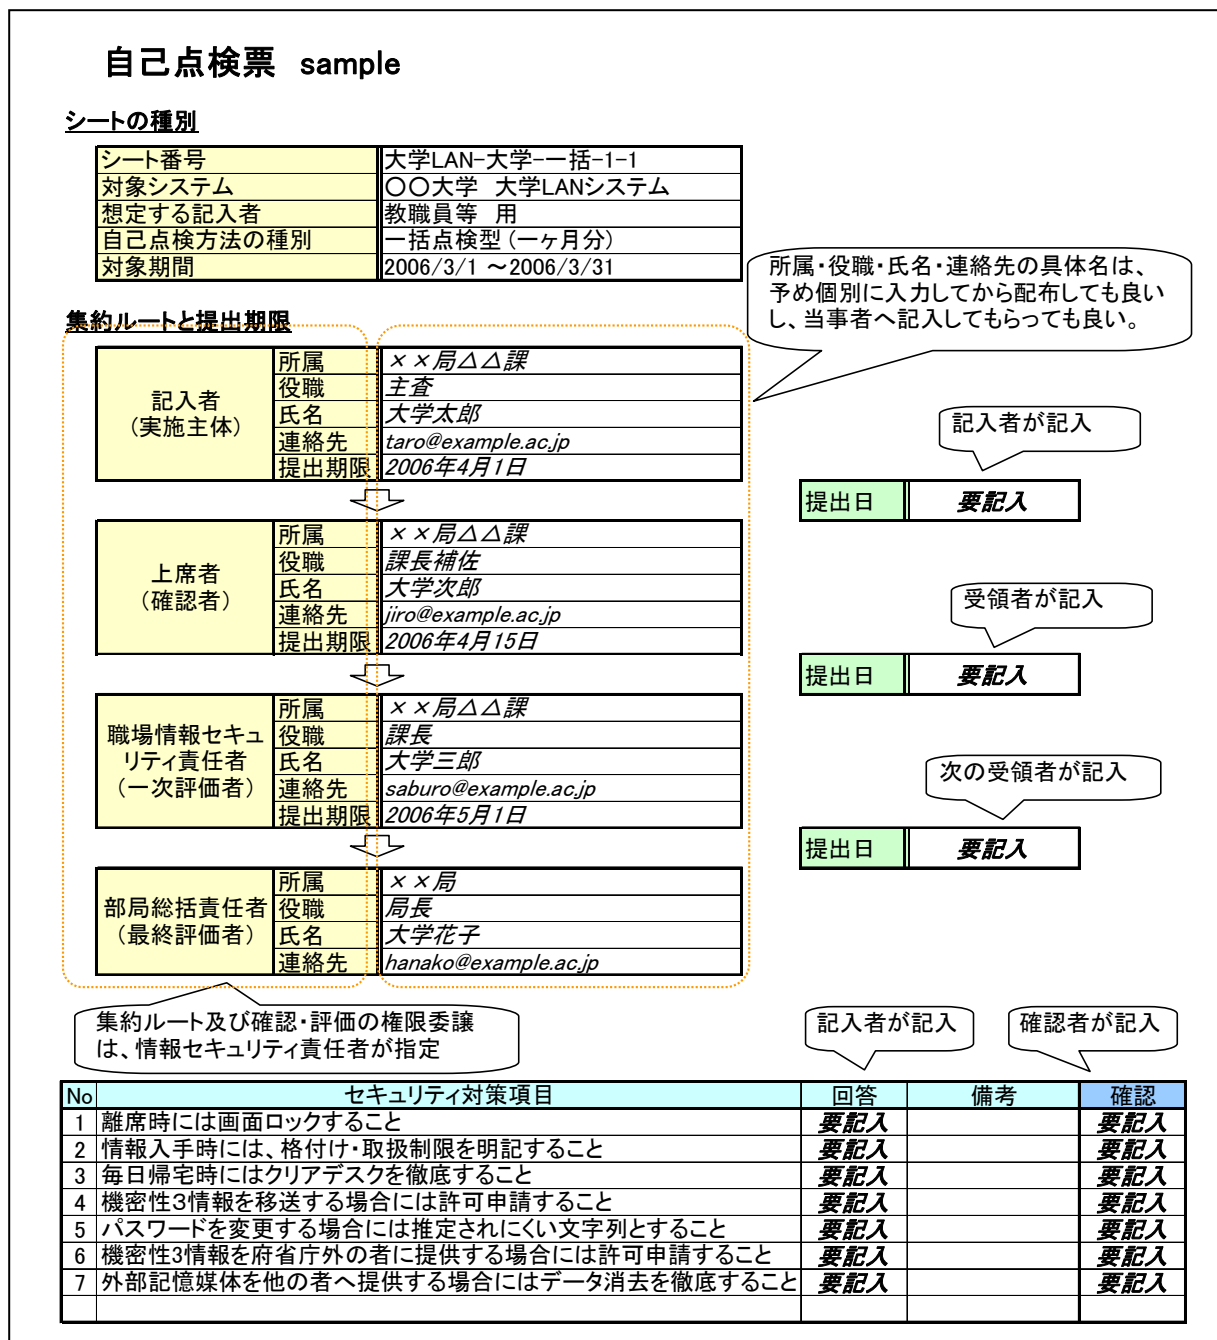 自己点検票 sample
シートの種別
シート番号 大学LAN-大学-一括-1-1
対象システム 〇〇大学 大学LANシステム
想定する記入者 教職員等 用
自己点検方法の種別 一括点検型（一ヶ月分）
対象期間 2006/3/1 ～2006/3/31
所属・役職・氏名・連絡先の具体名は、
予め個別に入力してから配布しても良い
し、当事者へ記入してもらっても良い。
集約ルートと提出期限
記入者
（実施主体）
所属 ××局△△課
役職 主査
氏名 大学太郎
連絡先 taro@example.ac.jp
提出期限 2006年4月1日
記入者が記入
提出日 要記入
上席者
（確認者）
所属 ××局△△課
役職 課長補佐
氏名 大学次郎
連絡先 jiro@example.ac.jp
提出期限 2006年4月15日
受領者が記入
提出日 要記入
職場情報セキュ
リティ責任者
（一次評価者）
所属 ××局△△課
役職 課長
氏名 大学三郎
連絡先 saburo@example.ac.jp
提出期限 2006年5月1日
次の受領者が記入
提出日 要記入
部局総括責任者
（最終評価者）
所属 ××局
役職 局長
氏名 大学花子
連絡先 hanako@example.ac.jp
集約ルート及び確認・評価の権限委譲
は、情報セキュリティ責任者が指定
記入者が記入
確認者が記入
No セキュリティ対策項目 回答 備考 確認
1 離席時には画面ロックすること 要記入 要記入
2 情報入手時には、格付け・取扱制限を明記すること 要記入 要記入
3 毎日帰宅時にはクリアデスクを徹底すること 要記入 要記入
4 機密性３情報を移送する場合には許可申請すること 要記入 要記入
5 パスワードを変更する場合には推定されにくい文字列とすること 要記入 要記入
6 機密性3情報を府省庁外の者に提供する場合には許可申請すること 要記入 要記入
7 外部記憶媒体を他の者へ提供する場合にはデータ消去を徹底すること 要記入 要記入